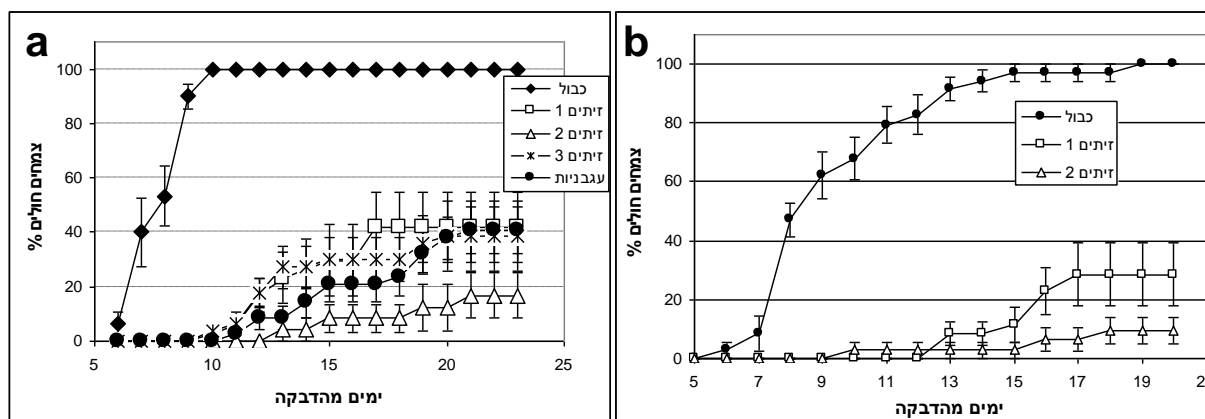 a
% צמחים חולים
100
80
60
40
20
0
5
10
15
20
25
ימים מהדבקה
כבול
זיתים 1
זיתים 2
זיתים 3
עגבניות
b
% צמחים חולים
100
80
60
40
20
0
5
7
9
11
13
15
17
19
2
ימים מהדבקה
כבול
זיתים 1
זיתים 2